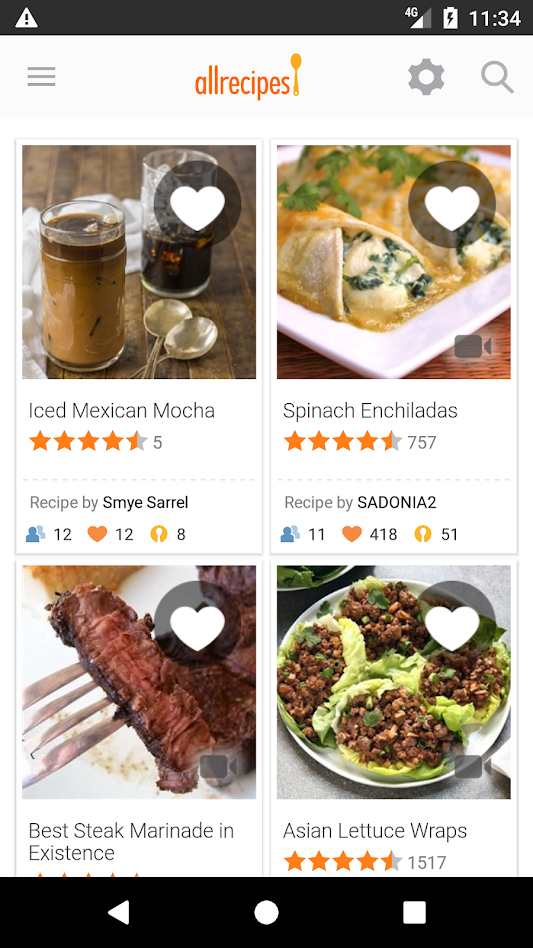 4G 11:34
allrecipes
Iced Mexican Mocha
5
Recipe by Smye Sarrel
12 12 8
Spinach Enchiladas
757
Recipe by SADONIA2
11 418 51
Best Steak Marinade in
Existence
Asian Lettuce Wraps
1517